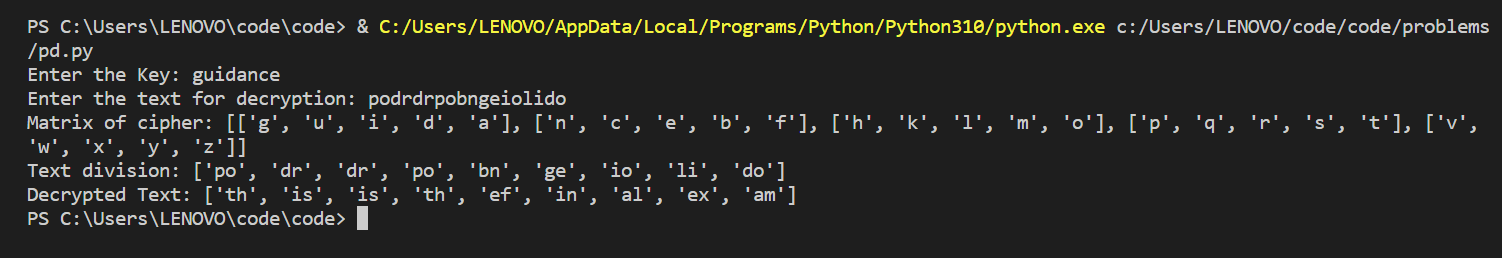 PS C:\Users\LENOVO\code\code> & C:/Users/LENOVO/AppData/Local/Programs/Python/Python310/python.exe c:/Users/LENOVO/code/code/problems
/pd.py
Enter the Key: guidance
Enter the text for decryption: podrdrpobngeiolido
Matrix of cipher: [['g', 'u', 'i', 'd', 'a'], ['n', 'c', 'e', 'b', 'f'], ['h', 'k', 'l', 'm', 'o'], ['p', 'q', 'r', 's', 't'], ['v',
'w', 'x', 'y', 'z']]
Text division: ['po', 'dr', 'dr', 'po', 'bn', 'ge', 'io', 'li', 'do']
Decrypted Text: ['th', 'is', 'is', 'th', 'ef', 'in', 'al', 'ex', 'am']
PS C:\Users\LENOVO\code\code>